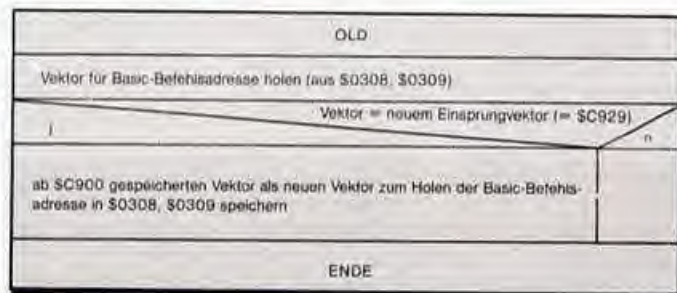 OLD
Vektor für Basic-Befehlsadresse holen (aus $0308, $0309)
Vektor = neuem Einsprungvektor (= $C929)
j
n
ab $C900 gespeicherten Vektor als neuen Vektor zum Holen der Basic-Befehls-
adresse in $0308, $0309 speichern
ENDE